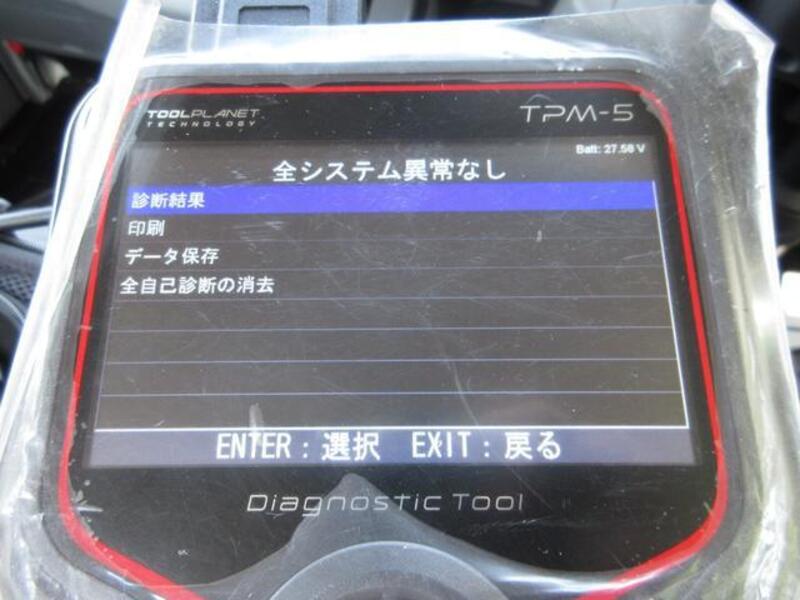 TOOLPLANET TPM-5
TECHNOLOGY
Batt: 27.58 V
全システム異常なし
診断結果
印刷
データ保存
全自己診断の消去
ENTER：選択 EXIT：戻る
Diagnostic Tool